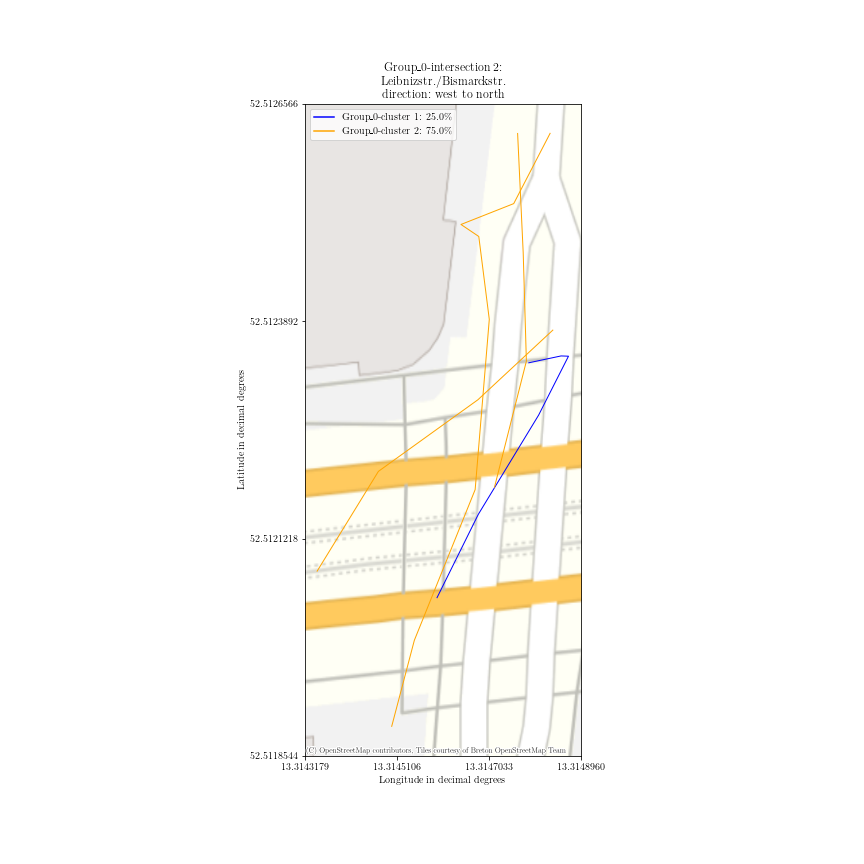 Group_0-intersection 2:
Leibnizstr./Bismarckstr.
direction: west to north
52.5126566
Group_0-cluster 1: 25.0%
Group_0-cluster 2: 75.0%
52.5123892
Latitude in decimal degrees
52.5121218
52.5118544
(C) OpenStreetMap contributors, Tiles courtesy of Breton OpenStreetMap Team
13.3143179 13.3145106 13.3147033 13.3148960
Longitude in decimal degrees